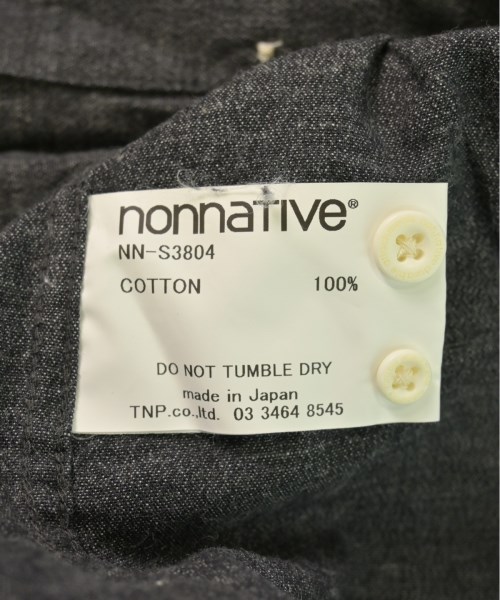 nonnative®
NN-S3804
COTTON 100%
DO NOT TUMBLE DRY
made in Japan
TNP.co.,ltd. 03 3464 8545